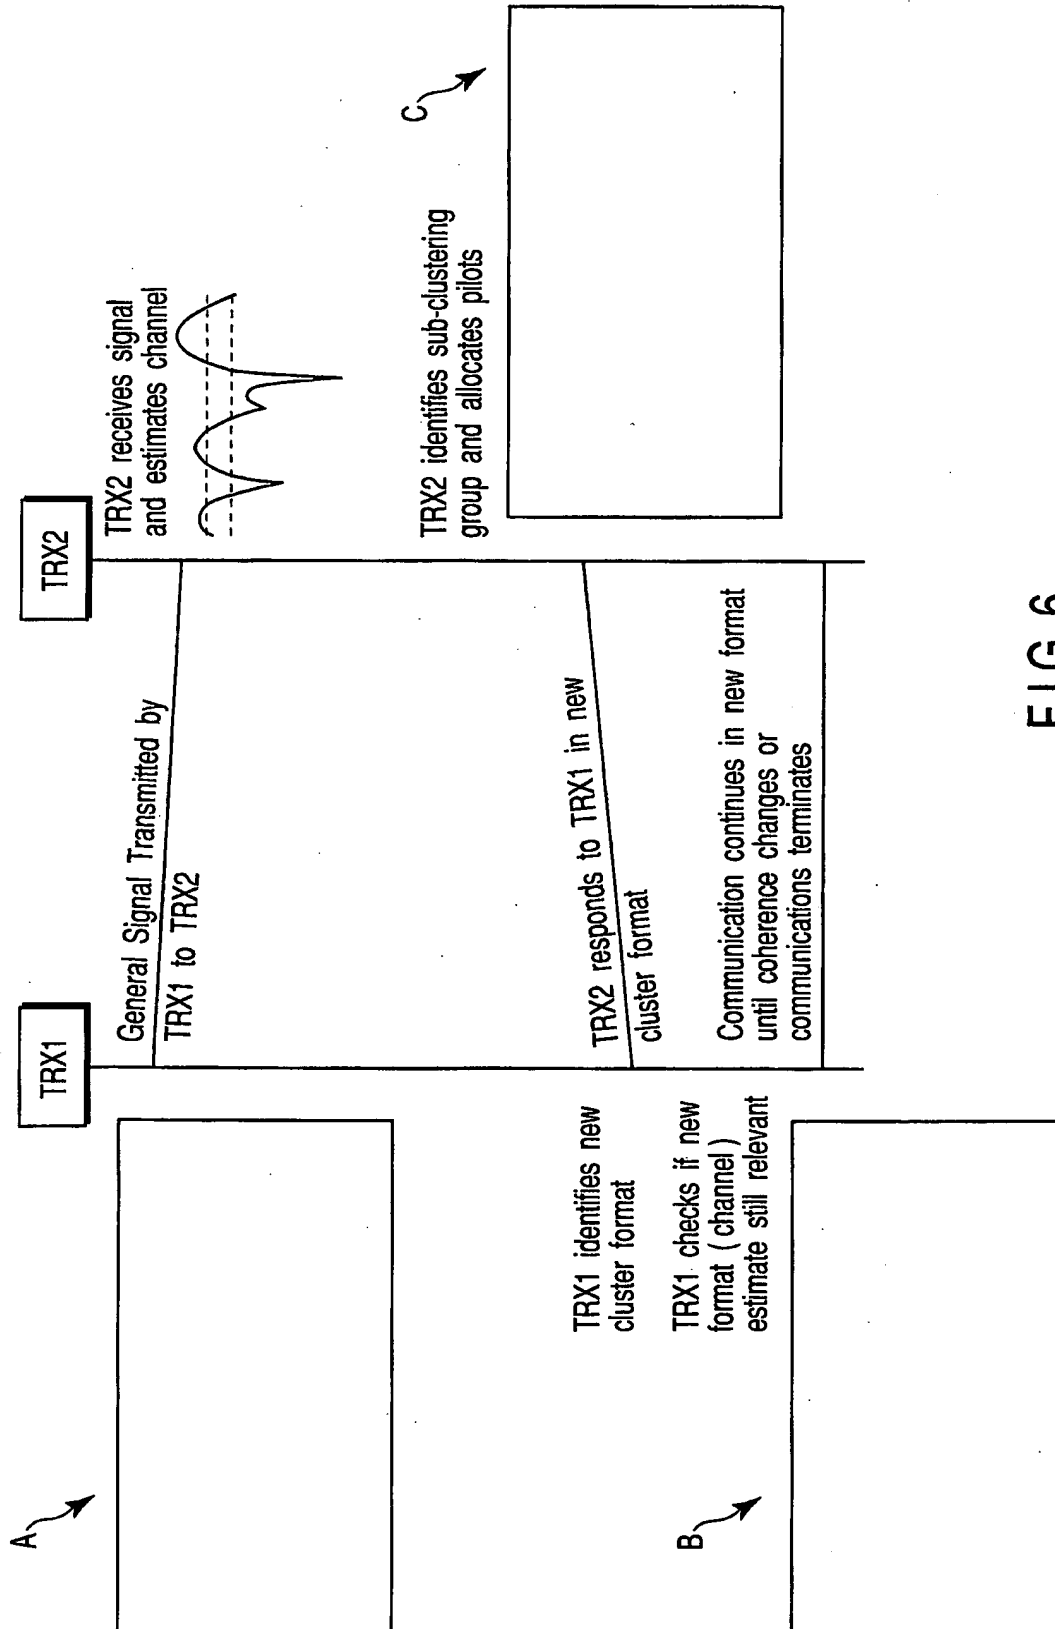 A
TRX1
TRX2
General Signal Transmitted by
TRX1 to TRX2
TRX2 receives signal
and estimates channel
C
TRX2 identifies sub-clustering
group and allocates pilots
TRX1 identifies new
cluster format
TRX2 responds to TRX1 in new
cluster format
B
TRX1 checks if new
format ( channel )
estimate still relevant
Communication continues in new format
until coherence changes or
communications terminates
FIG. 6